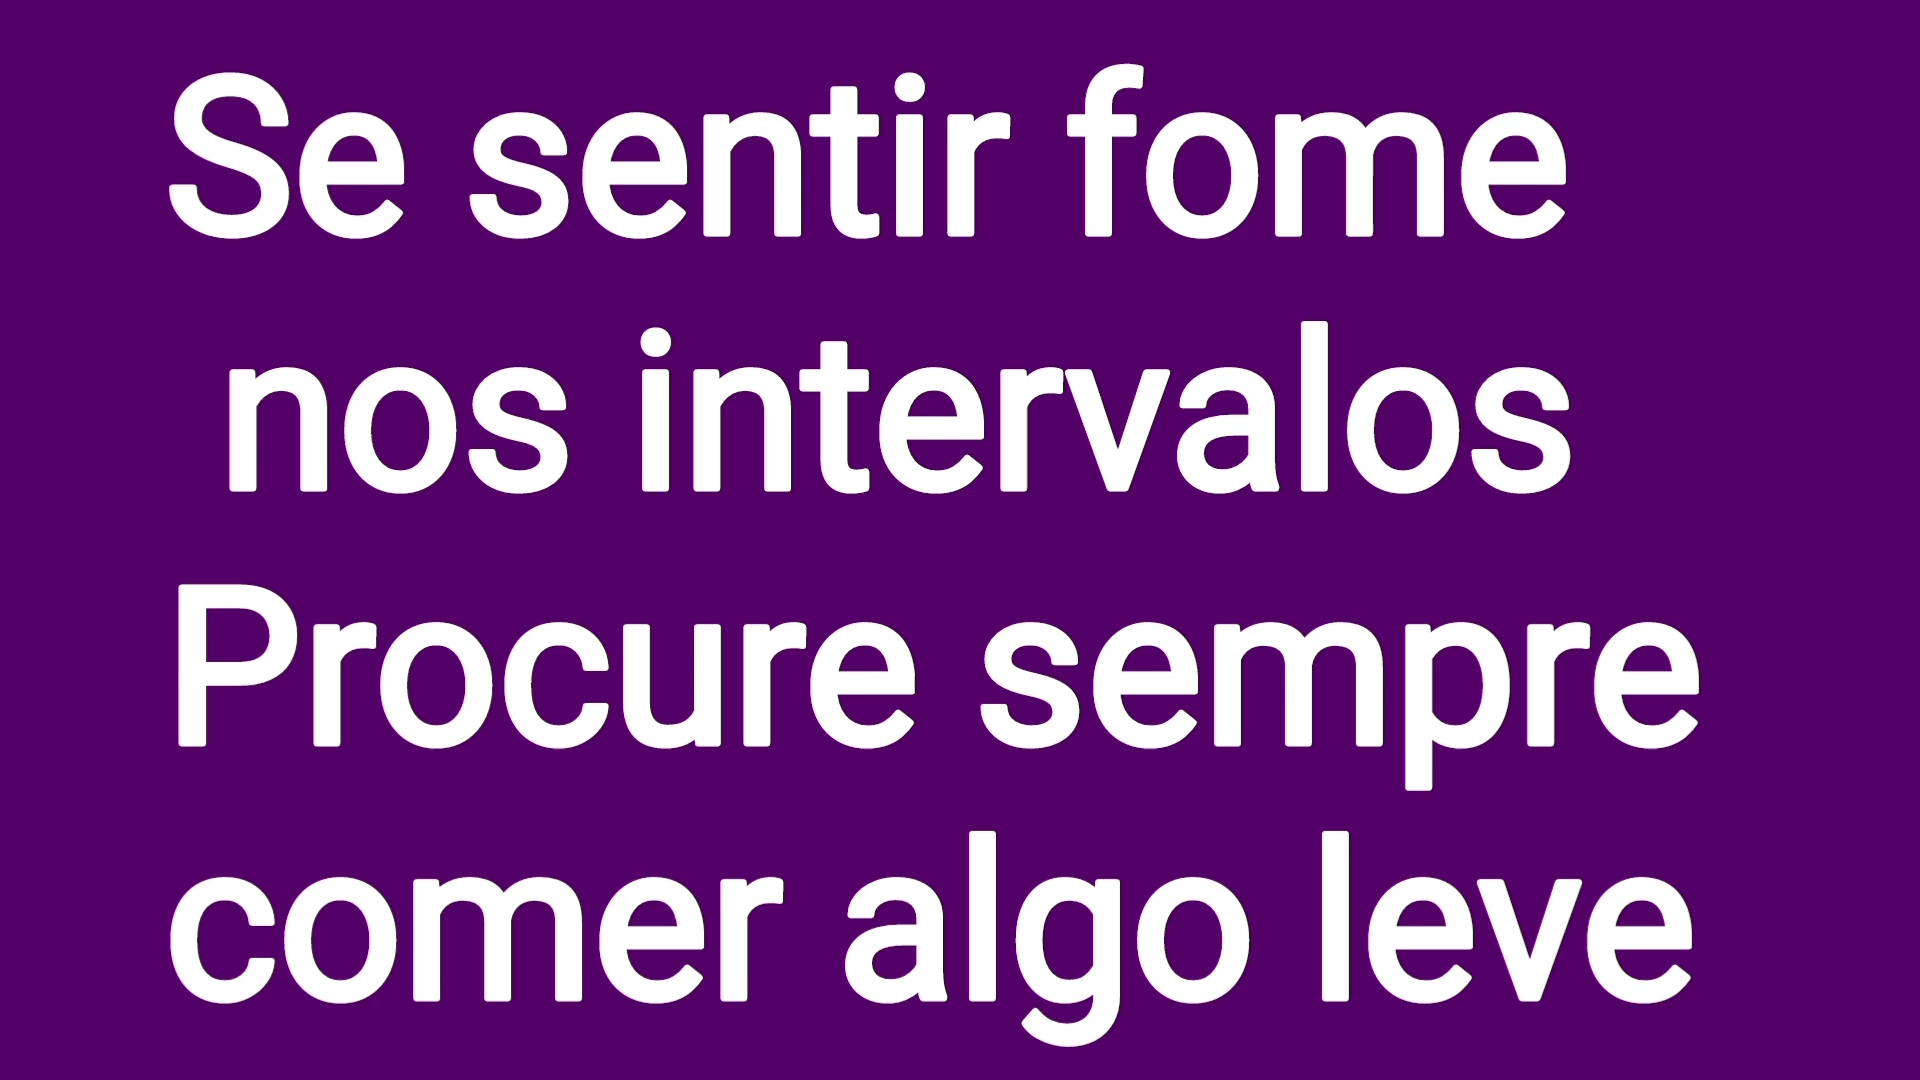 Se sentir fome
nos intervalos
Procure sempre
comer algo leve